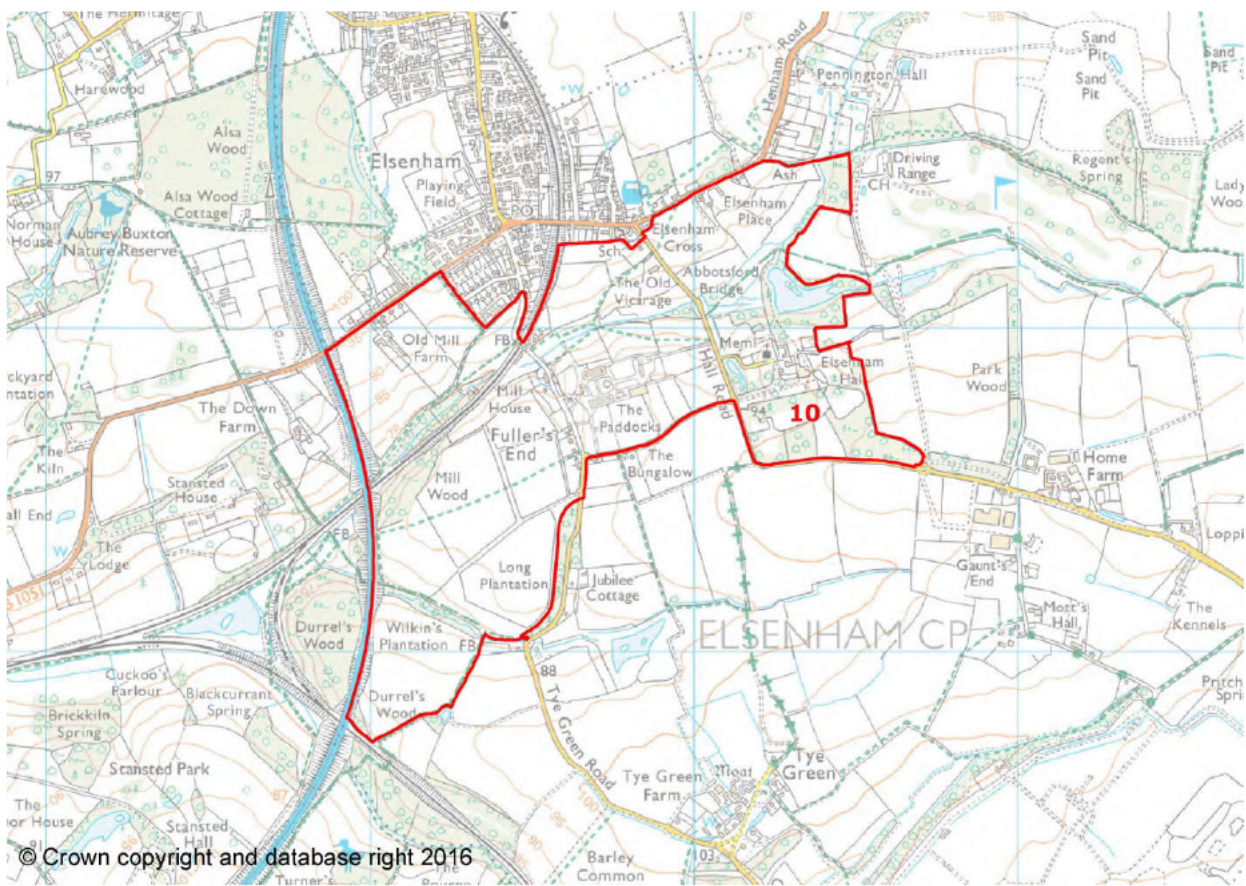 The Hermitage
Harewood
Alsa
Wood
97
Alsa Wood
Cottage
Norman
House
Aubrey Buxton
Nature Reserve
Elsenham
Playing
Field
W
Henham Road
Pennington Hall
Sand
Pit
Sand
Pit
Sand
Pit
Driving
Range
CH
Regent's
Spring
Lady
Ash
Elsenham
Place
Elsenham
Cross
Sch
Abbotsford
Bridge
The Old
Vicarage
100
Old Mill
Farm
FB
Meml
Elsenham
Hall
Hall Road
Park
Wood
The Down
Farm
Mill
House
The
Paddocks
94
10
Fuller's
End
The
Bungalow
The
Kiln
Stansted
House
Mill
Wood
Home
Farm
W
The
Lodge
FB
Long
Plantation
Jubilee
Cottage
Gaunt's
End
Mott's
Hall
The
Kennels
Durrel's
Wood
Wilkin's
Plantation
FB
ELSENHAM CP
88
Cuckoo's
Parlour
Blackcurrant
Spring
Durrel's
Wood
Brickkiln
Spring
Stansted Park
87
Tye Green Road
Tye Green
Farm
Moat
Tye
Green
W
100
Stansted
Hall
103
Barley
Common
© Crown copyright and database right 2016